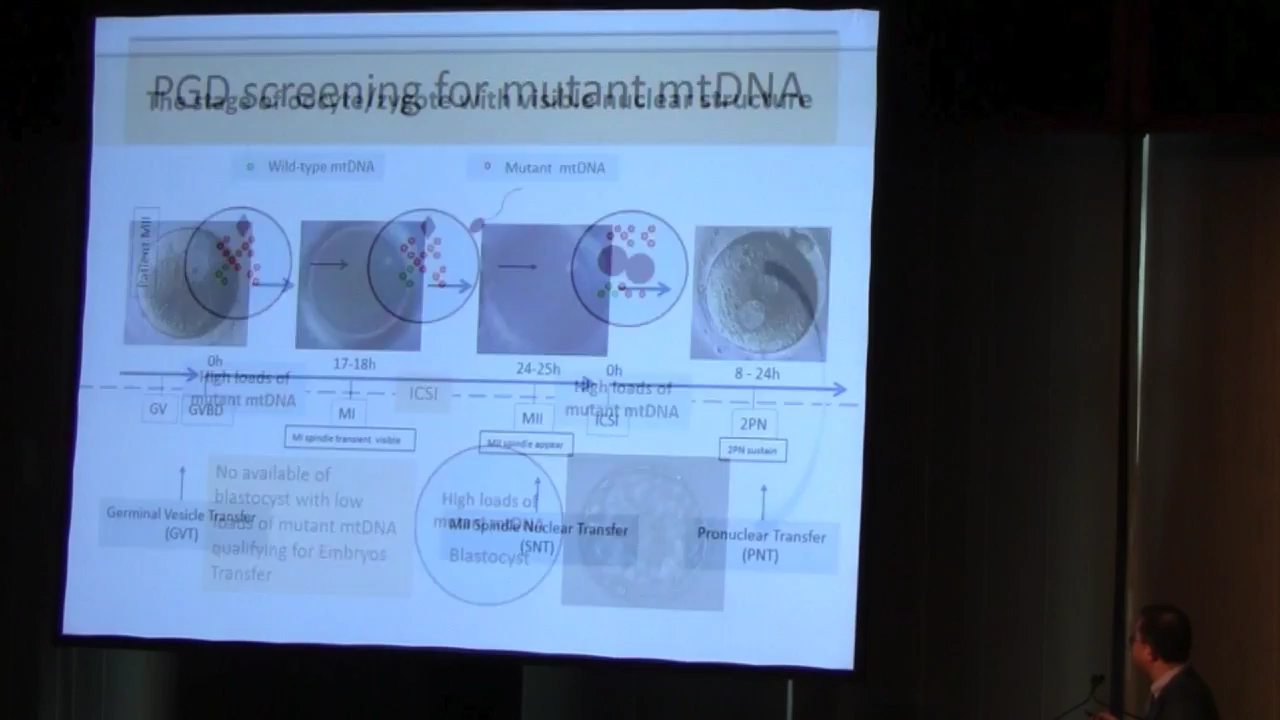 PGD screening for mutant mtDNA
The stage of oocyte/zygote with visible nuclear structure
Wild-type mtDNA
Mutant mtDNA
Patient MII
0h
17-18h
24-25h
0h
8 - 24h
High loads of
mutant mtDNA
ICSI
High loads of
mutant mtDNA
GV
GVBD
MI
MII
ICSI
2PN
MI spindle transient visible
MII spindle appear
2PN sustain
No available of
blastocyst with low
loads of mutant mtDNA
qualifying for Embryos
Transfer
High loads of
mutant mtDNA
Blastocyst
Germinal Vesicle Transfer
(GVT)
MII Spindle Nuclear Transfer
(SNT)
Pronuclear Transfer
(PNT)